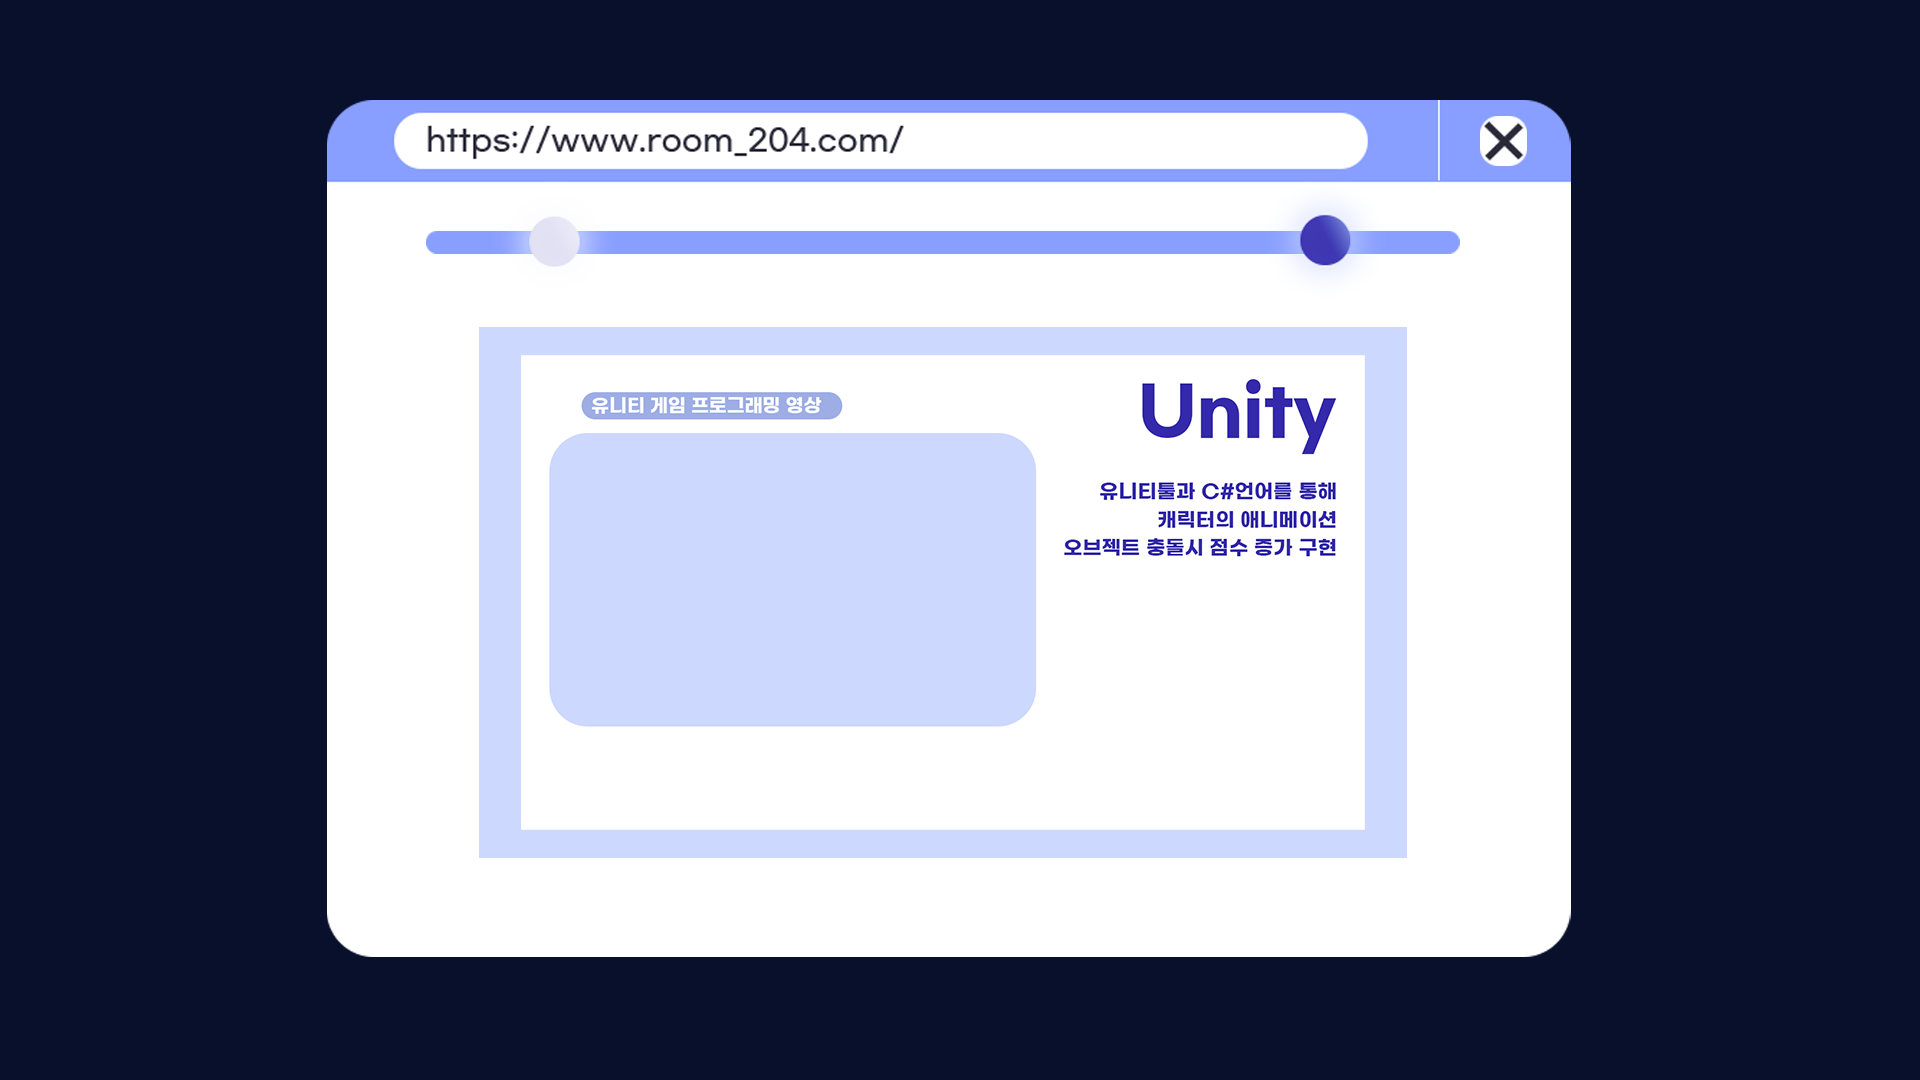 https://www.room_204.com/
유니티 게임 프로그래밍 영상
Unity
유니티툴과 C#언어를 통해
캐릭터의 애니메이션
오브젝트 충돌시 점수 증가 구현